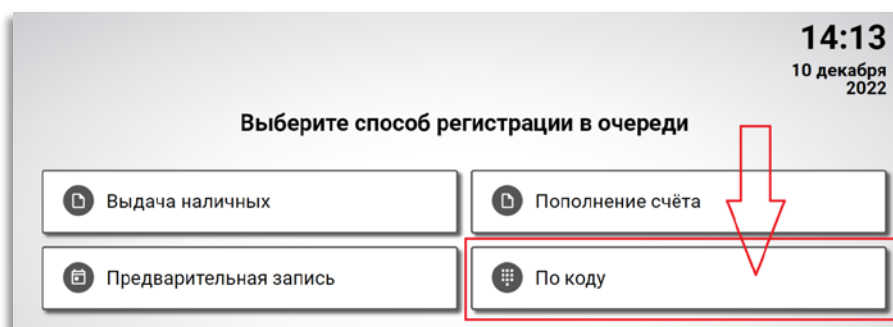 14:13
10 декабря
2022
Выберите способ регистрации в очереди
Выдача наличных
Пополнение счёта
Предварительная запись
По коду